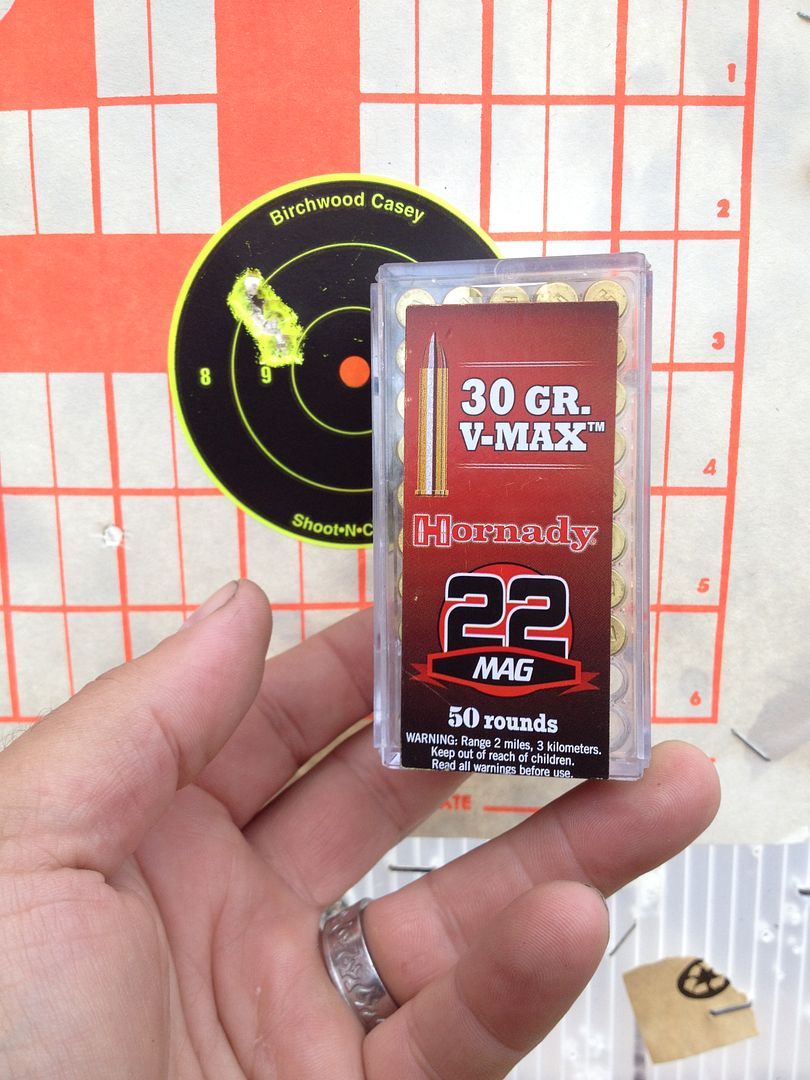 1
2
3
4
5
6
Birchwood Casey
8 9
Shoot•N•C
30 GR.
V-MAX™
Hornady®
22
MAG
50 rounds
WARNING: Range 2 miles, 3 kilometers.
Keep out of reach of children.
Read all warnings before use.
ATE